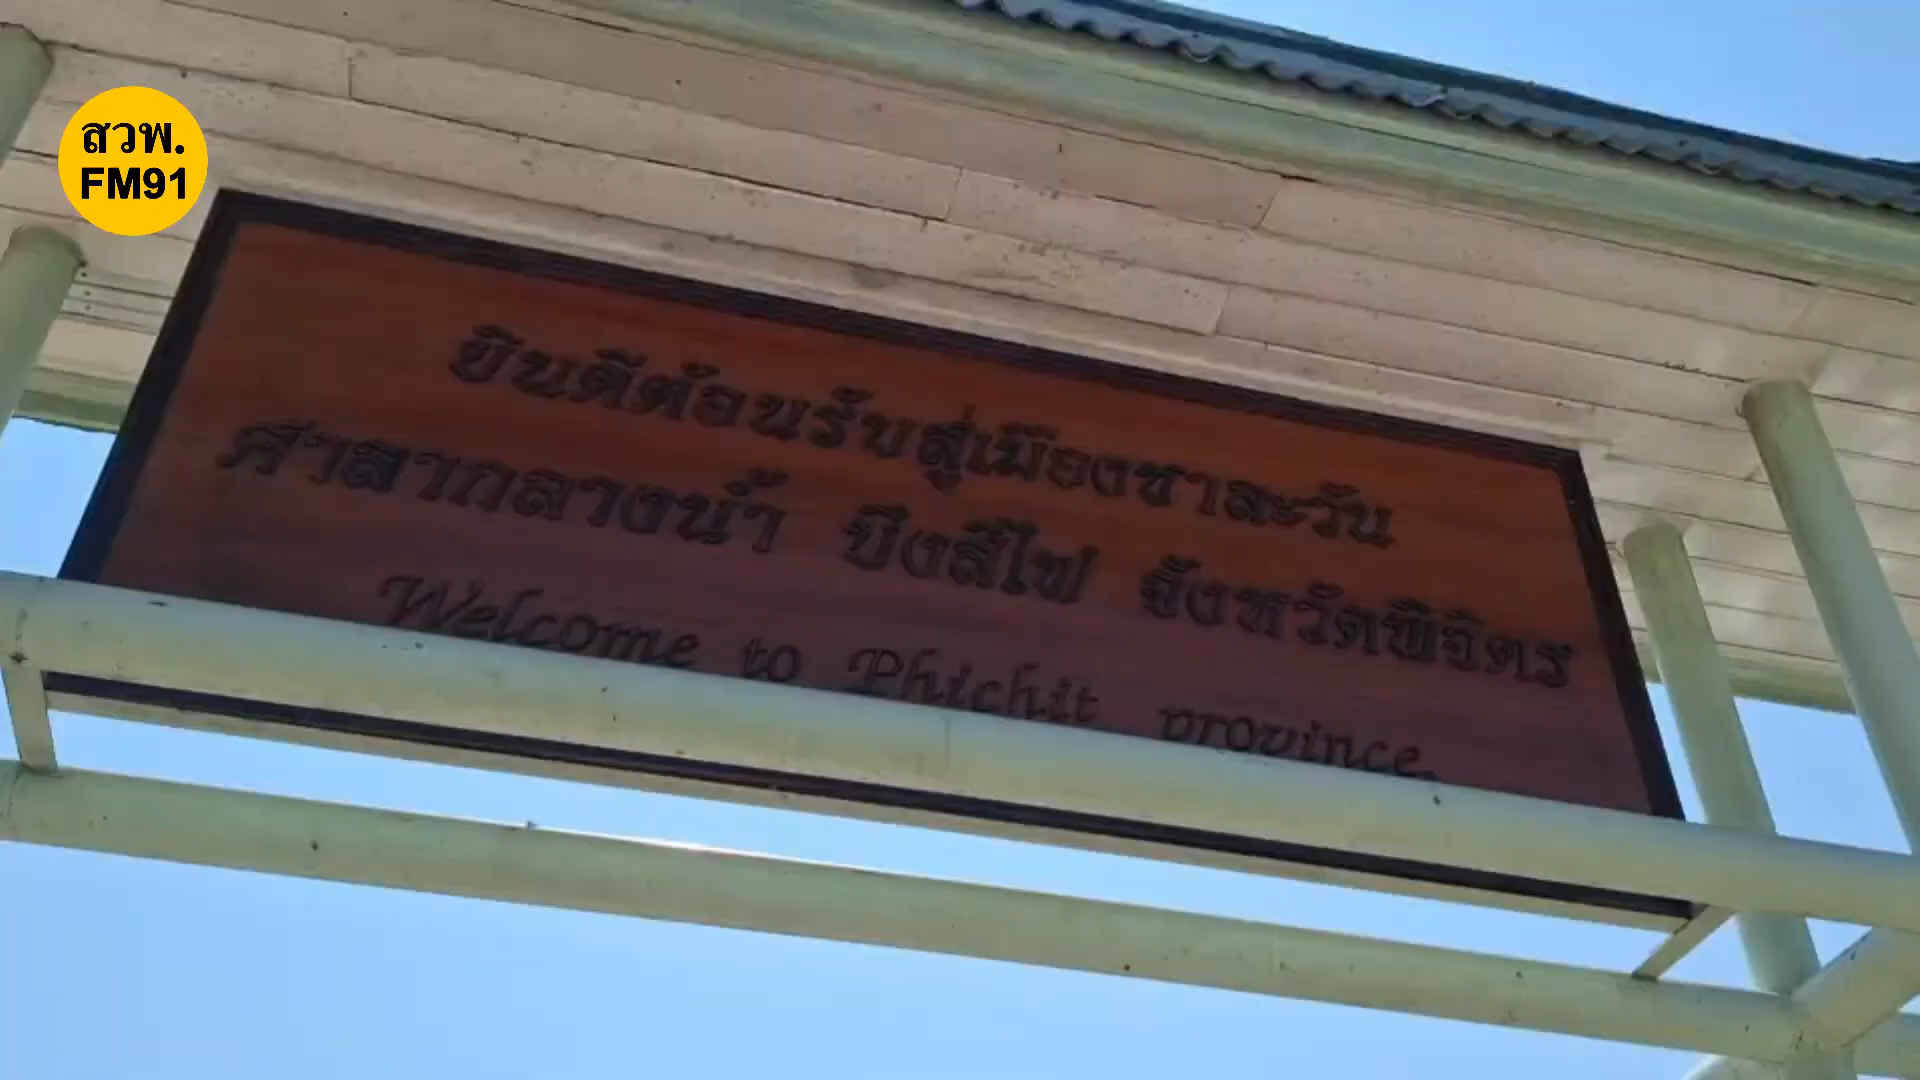 สวพ.
FM91
ยินดีต้อนรับสู่เมืองชาละวัน
ศาลากลางน้ำ บึงสีไฟ จังหวัดพิจิตร
Welcome to Phichit province.